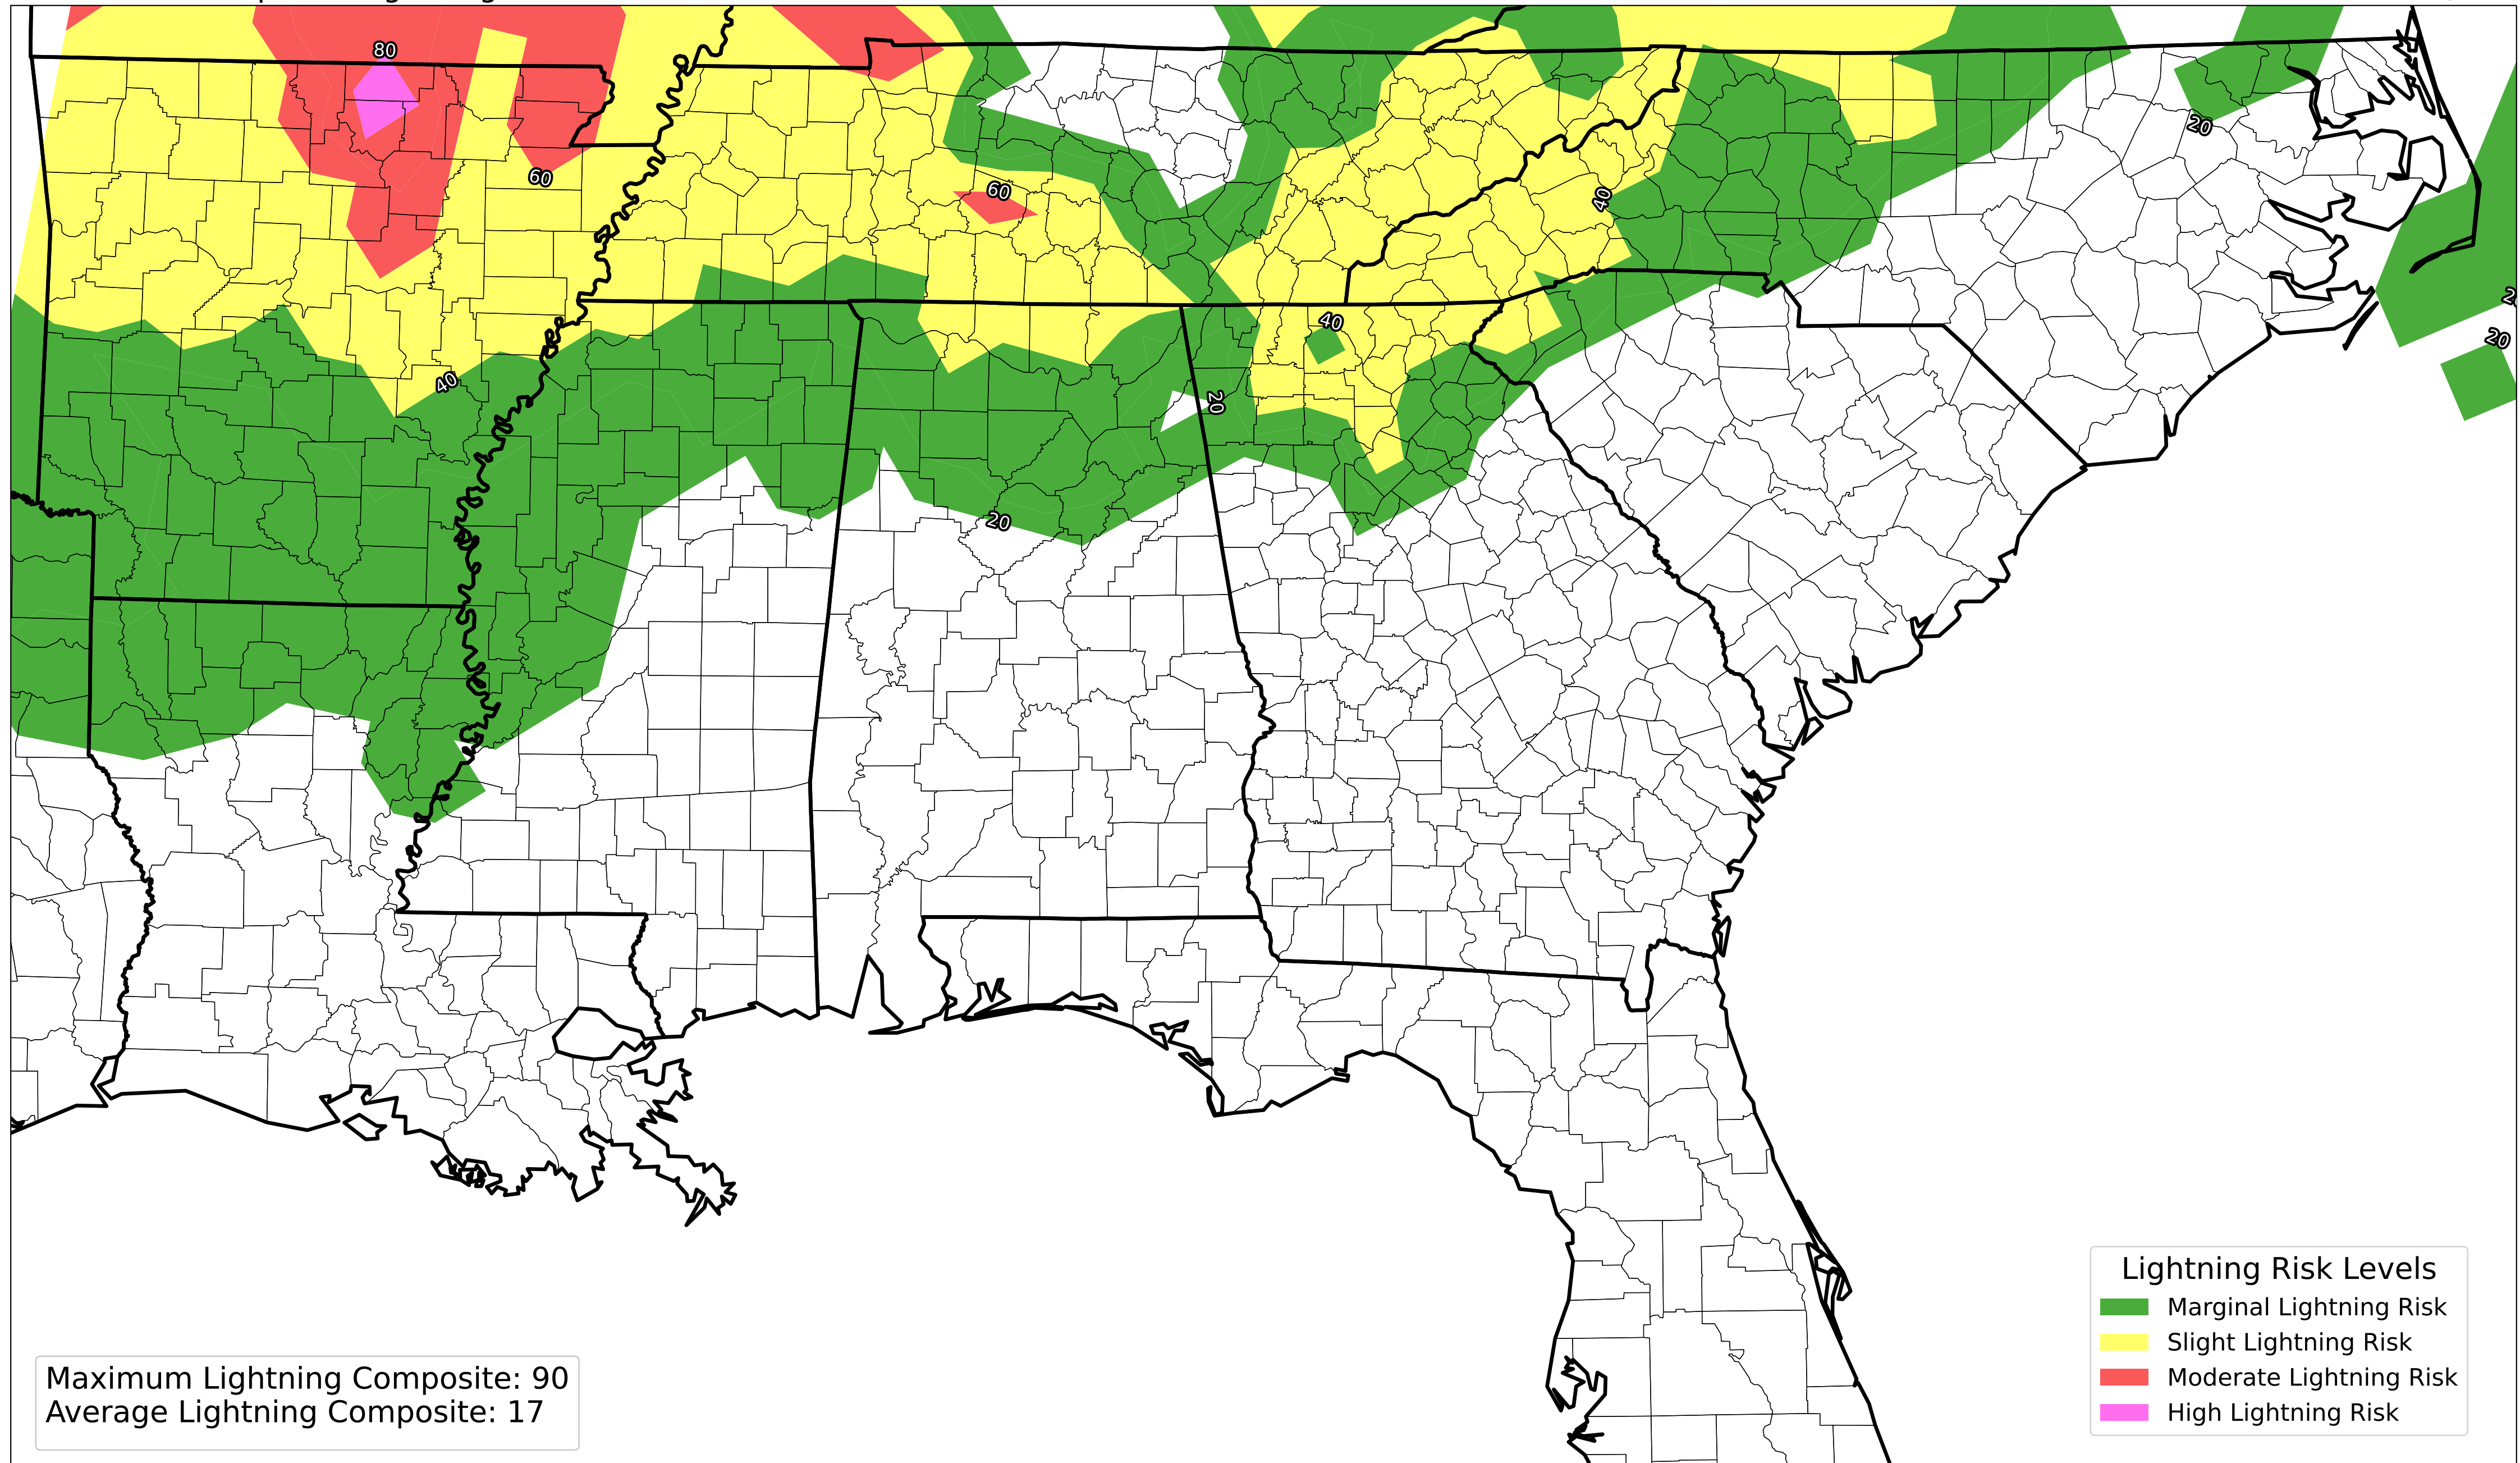 80
20
60
60
40
2
40
20
40
20
20
Lightning Risk Levels
Marginal Lightning Risk
Slight Lightning Risk
Moderate Lightning Risk
High Lightning Risk
Maximum Lightning Composite: 90
Average Lightning Composite: 17